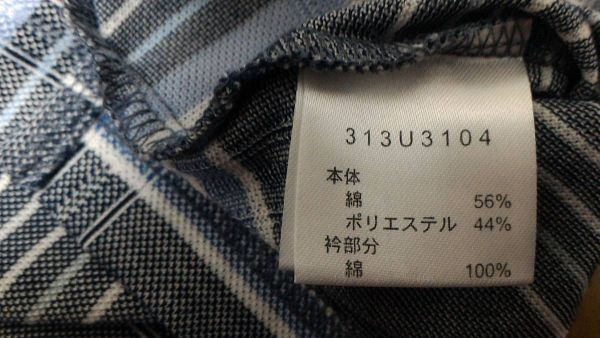 313U3104
本体
綿 56%
ポリエステル 44%
衿部分
綿 100%